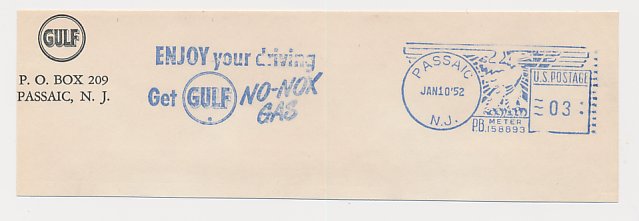 GULF
P. O. BOX 209
PASSAIC, N. J.
ENJOY your driving
Get GULF NO-NOX
GAS
PASSAIC
JAN10'52
N.J.
U.S. POSTAGE
03
P.B. METER
158893